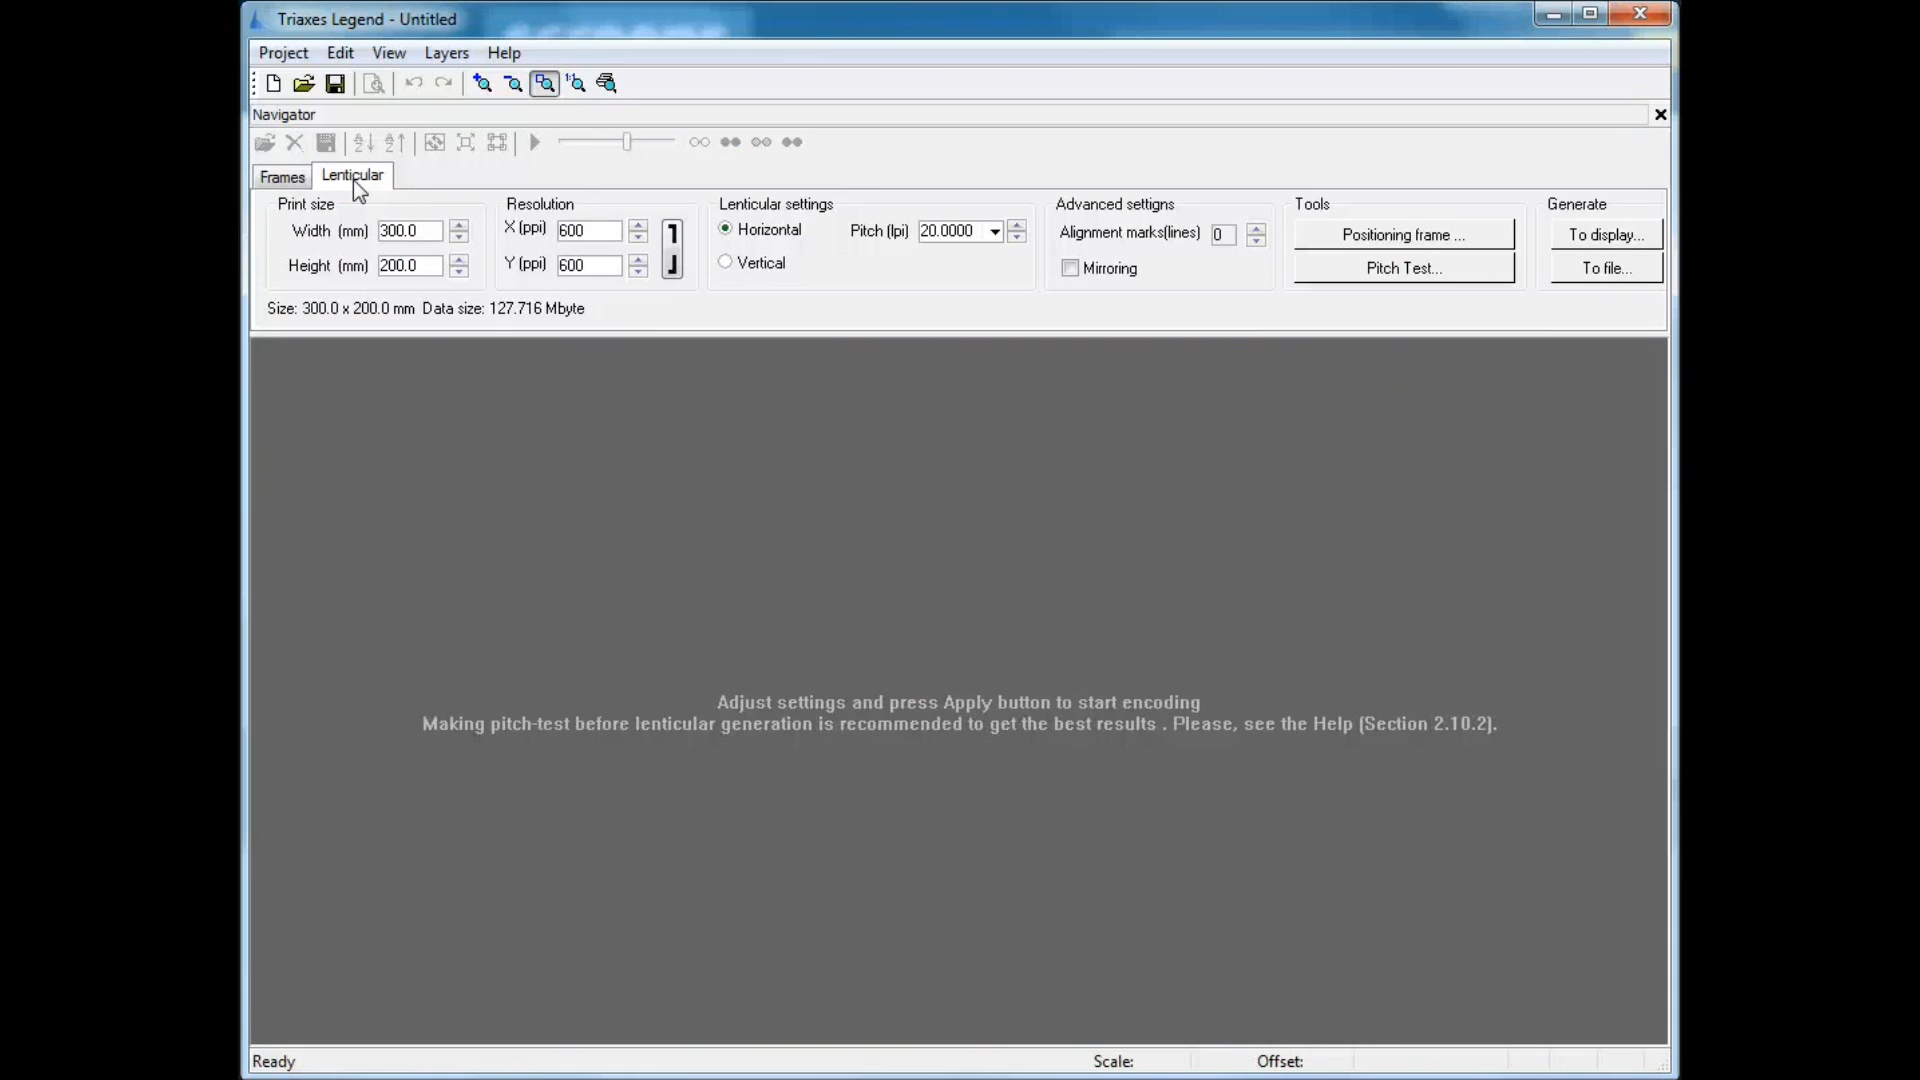 Triaxes Legend - Untitled
Project Edit View Layers Help
1:1
Navigator
Frames Lenticular
Print size Resolution Lenticular settings Advanced settigns Tools Generate
Width (mm) 300.0 X (ppi) 600 Horizontal Pitch (lpi) 20.0000 Alignment marks(lines) 0 Positioning frame ... To display...
Height (mm) 200.0 Y (ppi) 600 Vertical Mirroring Pitch Test... To file...
Size: 300.0 x 200.0 mm Data size: 127.716 Mbyte
Adjust settings and press Apply button to start encoding
Making pitch-test before lenticular generation is recommended to get the best results . Please, see the Help (Section 2.10.2).
Ready Scale: Offset: